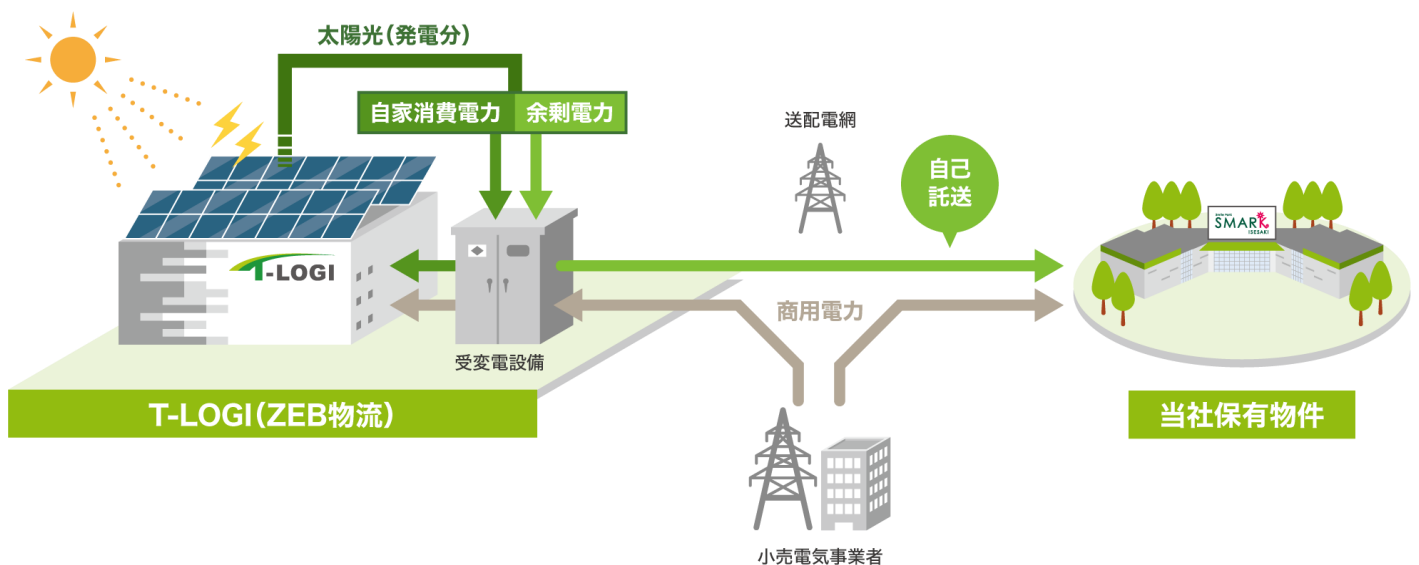 太陽光（発電分）
自家消費電力
余剰電力
送配電網
自己
託送
SMARK
ISESAKI
T-LOGI
商用電力
受変電設備
T-LOGI（ZEB物流）
当社保有物件
小売電気事業者